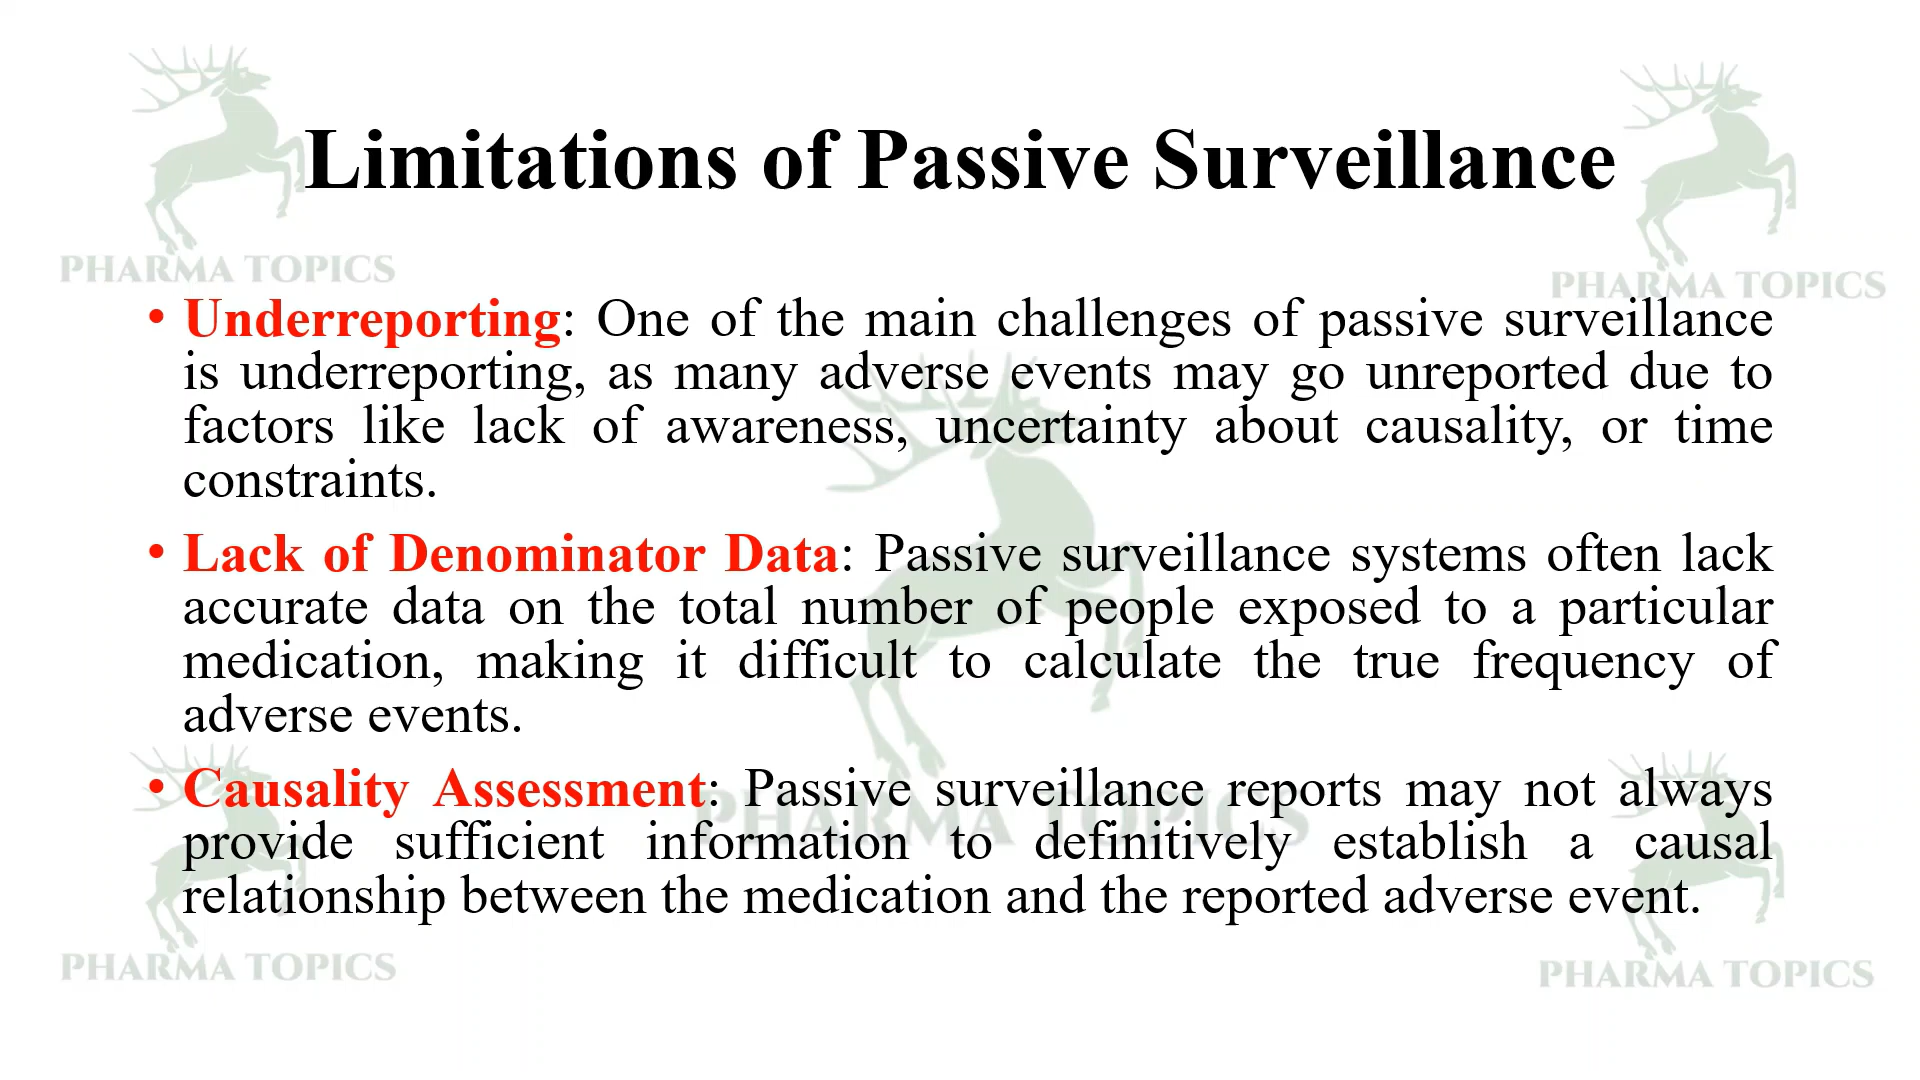 Limitations of Passive Surveillance
PHARMA TOPICS
PHARMA TOPICS
• Underreporting: One of the main challenges of passive surveillance
is underreporting, as many adverse events may go unreported due to
factors like lack of awareness, uncertainty about causality, or time
constraints.
• Lack of Denominator Data: Passive surveillance systems often lack
accurate data on the total number of people exposed to a particular
medication, making it difficult to calculate the true frequency of
adverse events.
• Causality Assessment: Passive surveillance reports may not always
provide sufficient information to definitively establish a causal
relationship between the medication and the reported adverse event.
PHARMA TOPICS
PHARMA TOPICS
PHARMA TOPICS